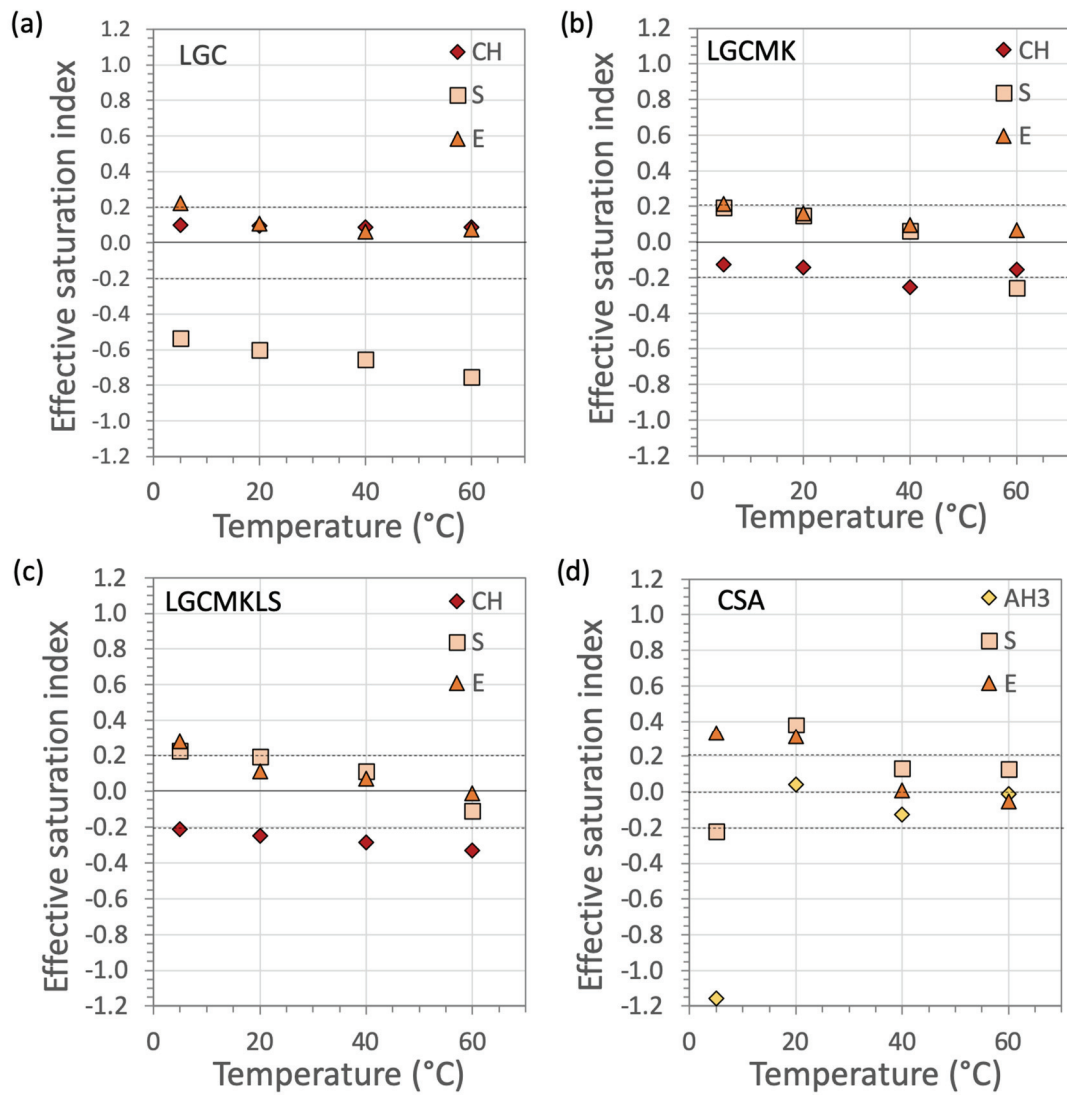 (a)
LGC
CH
S
E
Effective saturation index
1.2
1.0
0.8
0.6
0.4
0.2
0.0
-0.2
-0.4
-0.6
-0.8
-1.0
-1.2
0
20
40
60
Temperature (°C)
(b)
LGCMK
CH
S
E
Effective saturation index
1.2
1.0
0.8
0.6
0.4
0.2
0.0
-0.2
-0.4
-0.6
-0.8
-1.0
-1.2
0
20
40
60
Temperature (°C)
(c)
LGCMKLS
CH
S
E
Effective saturation index
1.2
1.0
0.8
0.6
0.4
0.2
0.0
-0.2
-0.4
-0.6
-0.8
-1.0
-1.2
0
20
40
60
Temperature (°C)
(d)
CSA
AH3
S
E
Effective saturation index
1.2
1.0
0.8
0.6
0.4
0.2
0.0
-0.2
-0.4
-0.6
-0.8
-1.0
-1.2
0
20
40
60
Temperature (°C)